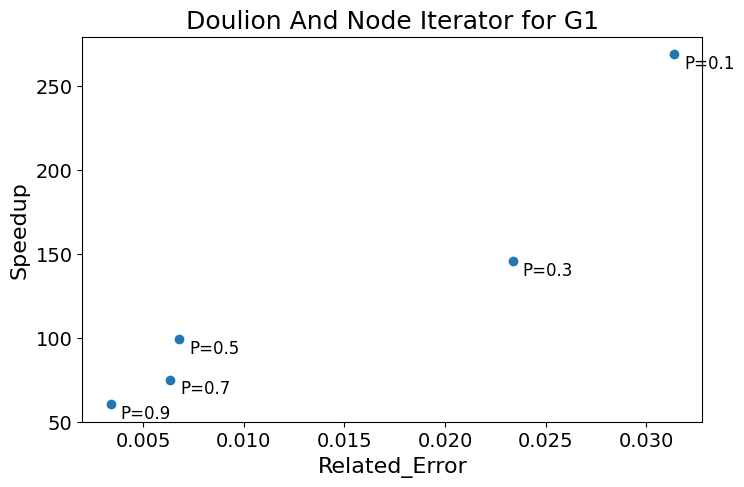 Doulion And Node Iterator for G1
Speedup
250
200
150
100
50
P=0.1
P=0.3
P=0.5
P=0.7
P=0.9
0.005
0.010
0.015
0.020
0.025
0.030
Related_Error